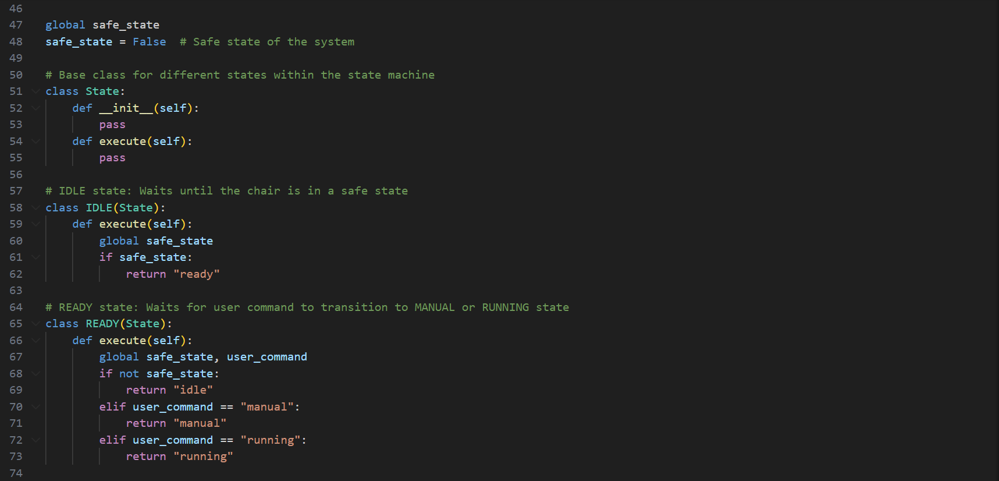 46
47 global safe_state
48 safe_state = False  # Safe state of the system
49
50 # Base class for different states within the state machine
51 class State:
52     def __init__(self):
53         pass
54     def execute(self):
55         pass
56
57 # IDLE state: Waits until the chair is in a safe state
58 class IDLE(State):
59     def execute(self):
60         global safe_state
61         if safe_state:
62             return "ready"
63
64 # READY state: Waits for user command to transition to MANUAL or RUNNING state
65 class READY(State):
66     def execute(self):
67         global safe_state, user_command
68         if not safe_state:
69             return "idle"
70         elif user_command == "manual":
71             return "manual"
72         elif user_command == "running":
73             return "running"
74